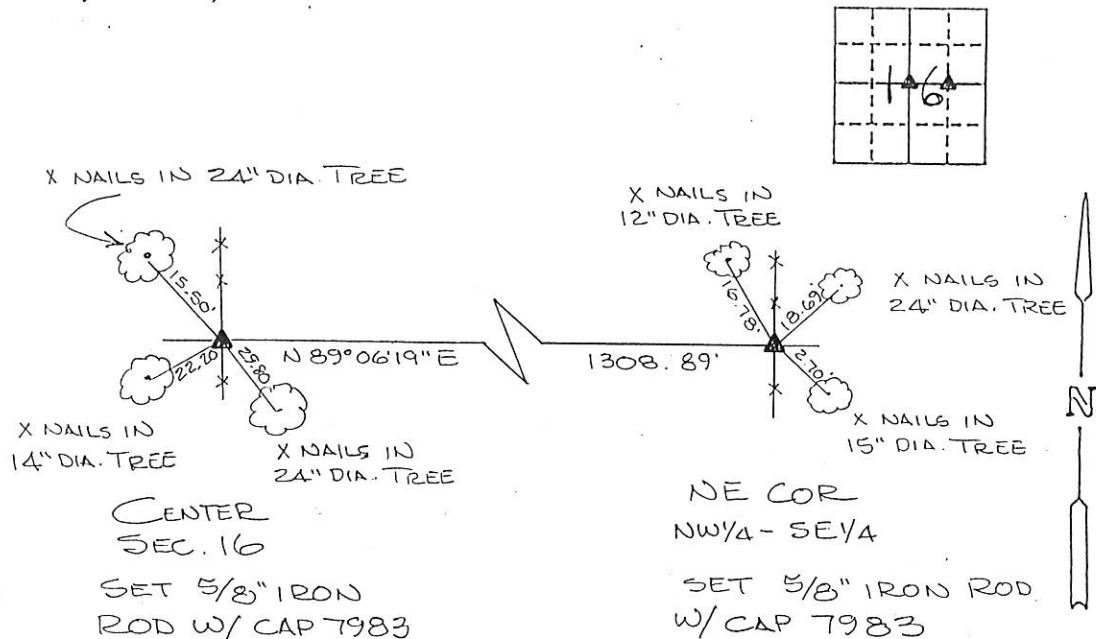 16
X NAILS IN 24" DIA. TREE
X NAILS IN
12" DIA. TREE
X NAILS IN
24" DIA. TREE
15.50'
16.78'
18.69'
N 89°06'19" E
1308.89'
22.20'
29.80'
2.70'
N
X NAILS IN
14" DIA. TREE
X NAILS IN
24" DIA. TREE
X NAILS IN
15" DIA. TREE
CENTER
SEC. 16
SET 5/8" IRON
ROD W/ CAP 7983
NE COR
NW1/4 - SE1/4
SET 5/8" IRON ROD
W/ CAP 7983